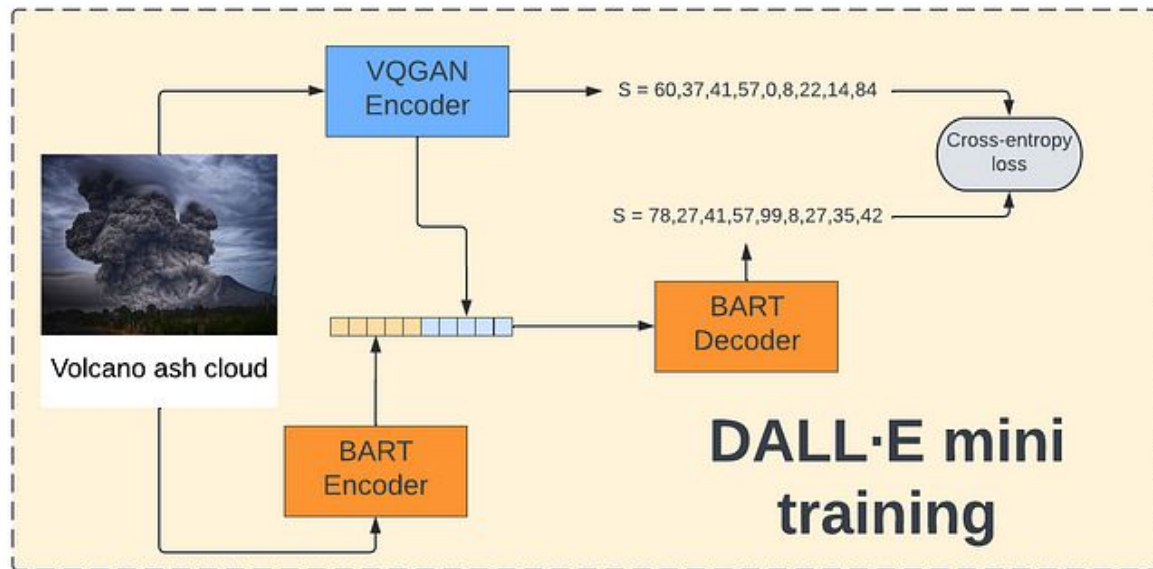 VQGAN
Encoder
S = 60,37,41,57,0,8,22,14,84
Cross-entropy
loss
S = 78,27,41,57,99,8,27,35,42
BART
Decoder
Volcano ash cloud
BART
Encoder
DALL·E mini
training